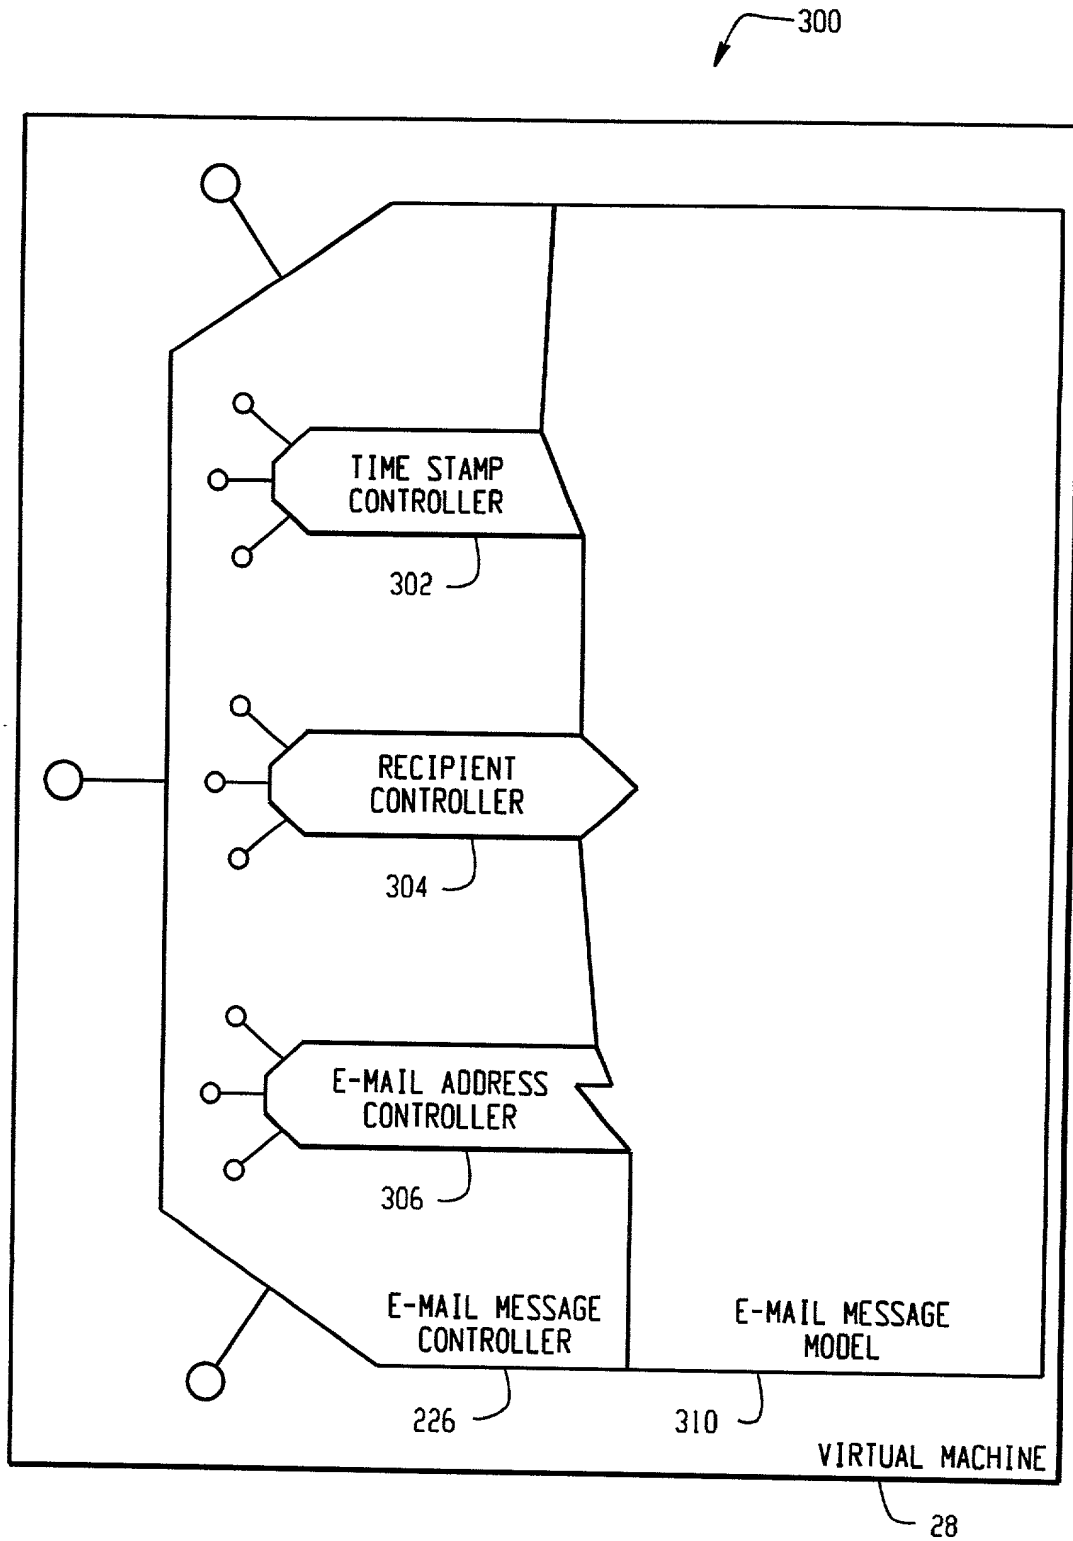 300
TIME STAMP
CONTROLLER
302
RECIPIENT
CONTROLLER
304
E-MAIL ADDRESS
CONTROLLER
306
E-MAIL MESSAGE
CONTROLLER
E-MAIL MESSAGE
MODEL
226
310
VIRTUAL MACHINE
28